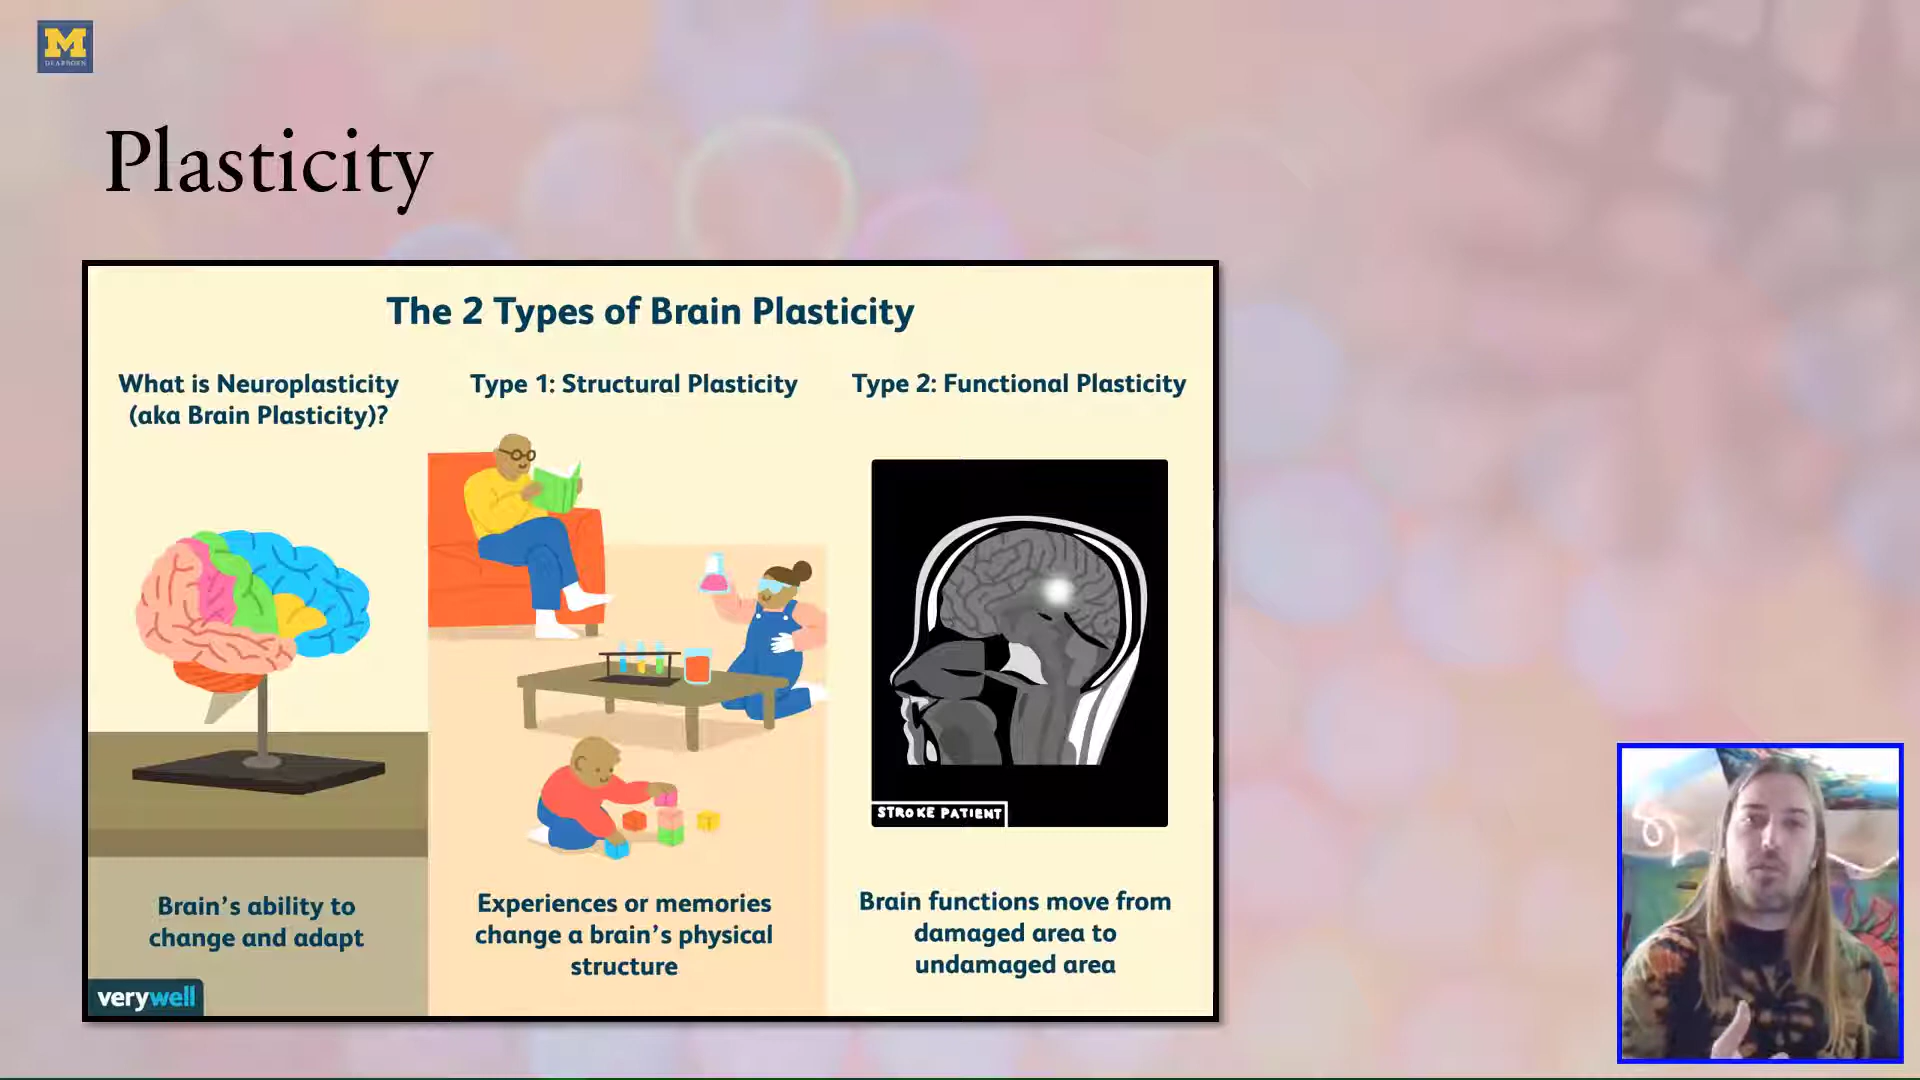 M
DEARBORN
Plasticity
The 2 Types of Brain Plasticity
What is Neuroplasticity
(aka Brain Plasticity)?
Brain's ability to
change and adapt
verywell
Type 1: Structural Plasticity
Experiences or memories
change a brain's physical
structure
Type 2: Functional Plasticity
STROKE PATIENT
Brain functions move from
damaged area to
undamaged area